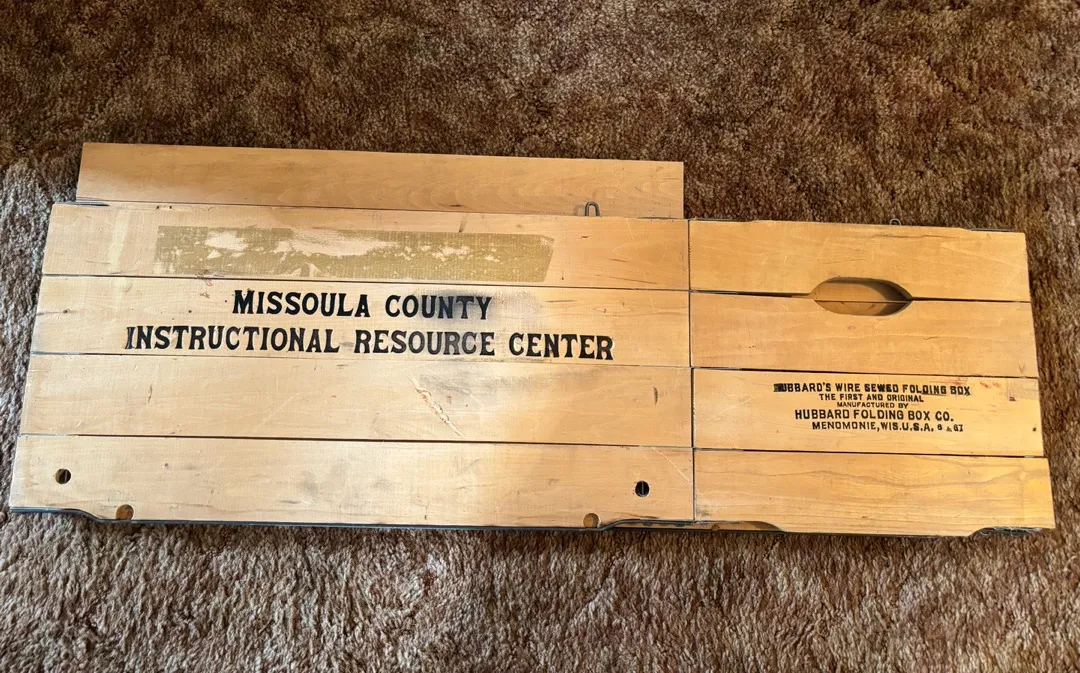 MISSOULA COUNTY
INSTRUCTIONAL RESOURCE CENTER
HUBBARD'S WIRE SEWED FOLDING BOX
THE FIRST AND ORIGINAL
MANUFACTURED BY
HUBBARD FOLDING BOX CO.
MENOMONIE, WIS. U.S.A.